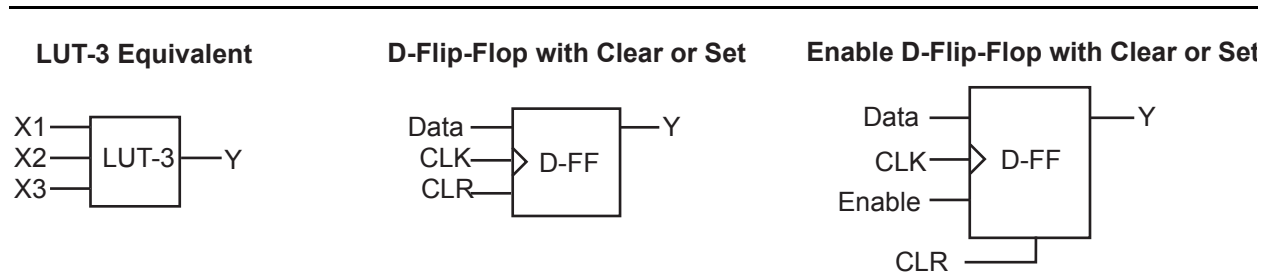 LUT-3 Equivalent
X1
X2
X3
LUT-3
Y
D-Flip-Flop with Clear or Set
Data
CLK
CLR
D-FF
Y
Enable D-Flip-Flop with Clear or Set
Data
CLK
Enable
CLR
D-FF
Y